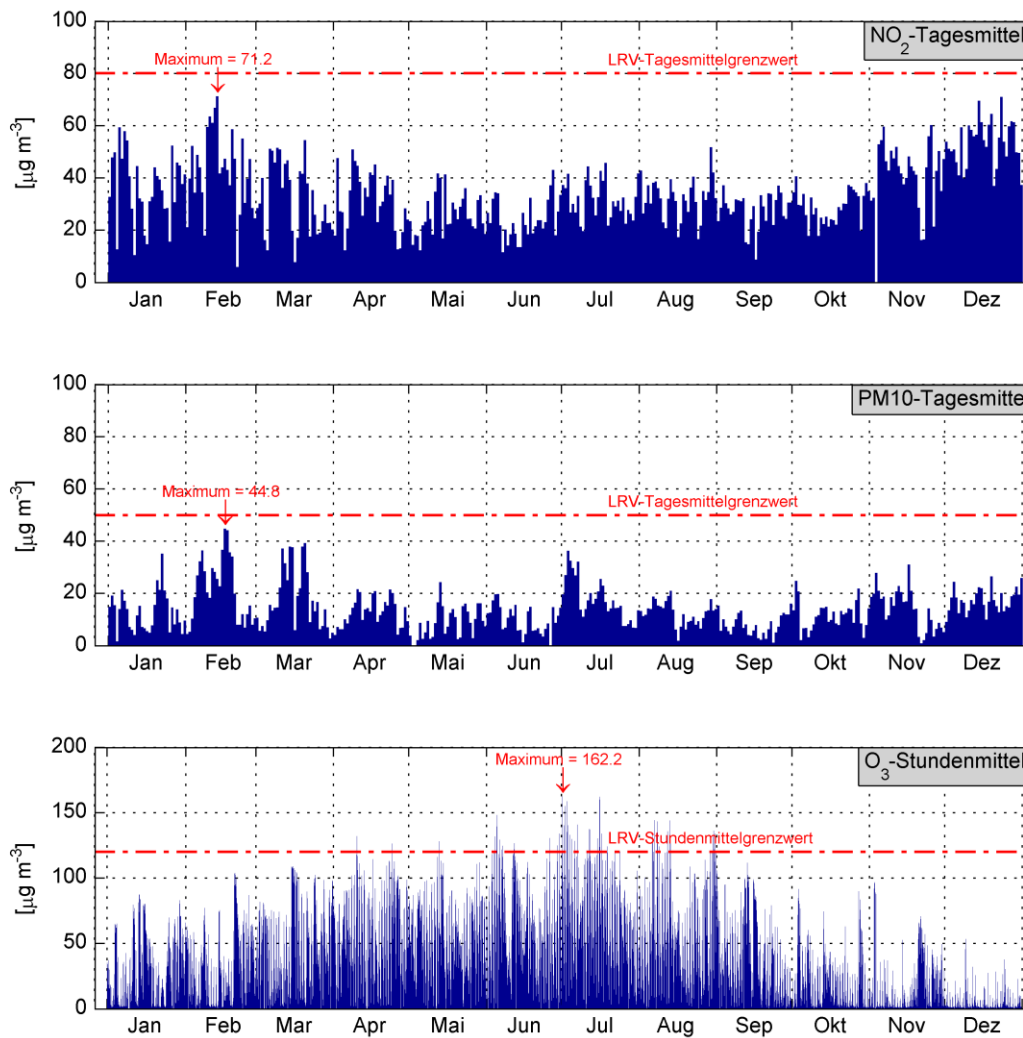 NO₂-Tagesmittel
100
80
60
40
20
0
[µg m⁻³]
Maximum = 71.2
LRV-Tagesmittelgrenzwert
Jan Feb Mar Apr Mai Jun Jul Aug Sep Okt Nov Dez
PM10-Tagesmittel
100
80
60
40
20
0
[µg m⁻³]
Maximum = 44.8
LRV-Tagesmittelgrenzwert
Jan Feb Mar Apr Mai Jun Jul Aug Sep Okt Nov Dez
O₃-Stundenmittel
200
150
100
50
0
[µg m⁻³]
Maximum = 162.2
LRV-Stundenmittelgrenzwert
Jan Feb Mar Apr Mai Jun Jul Aug Sep Okt Nov Dez